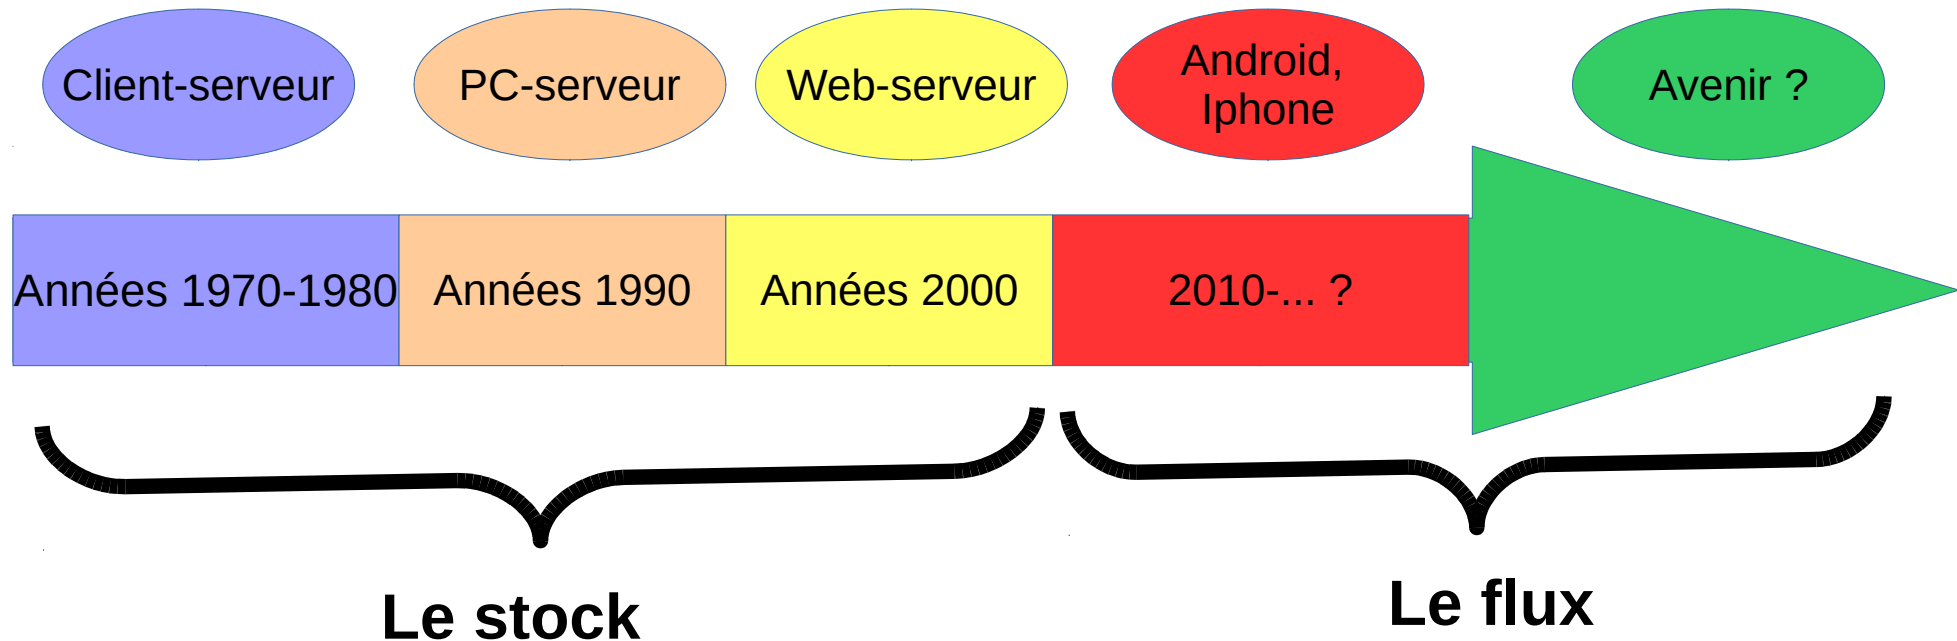 Client-serveur
PC-serveur
Web-serveur
Android,
Iphone
Avenir ?
Années 1970-1980
Années 1990
Années 2000
2010-... ?
Le stock
Le flux